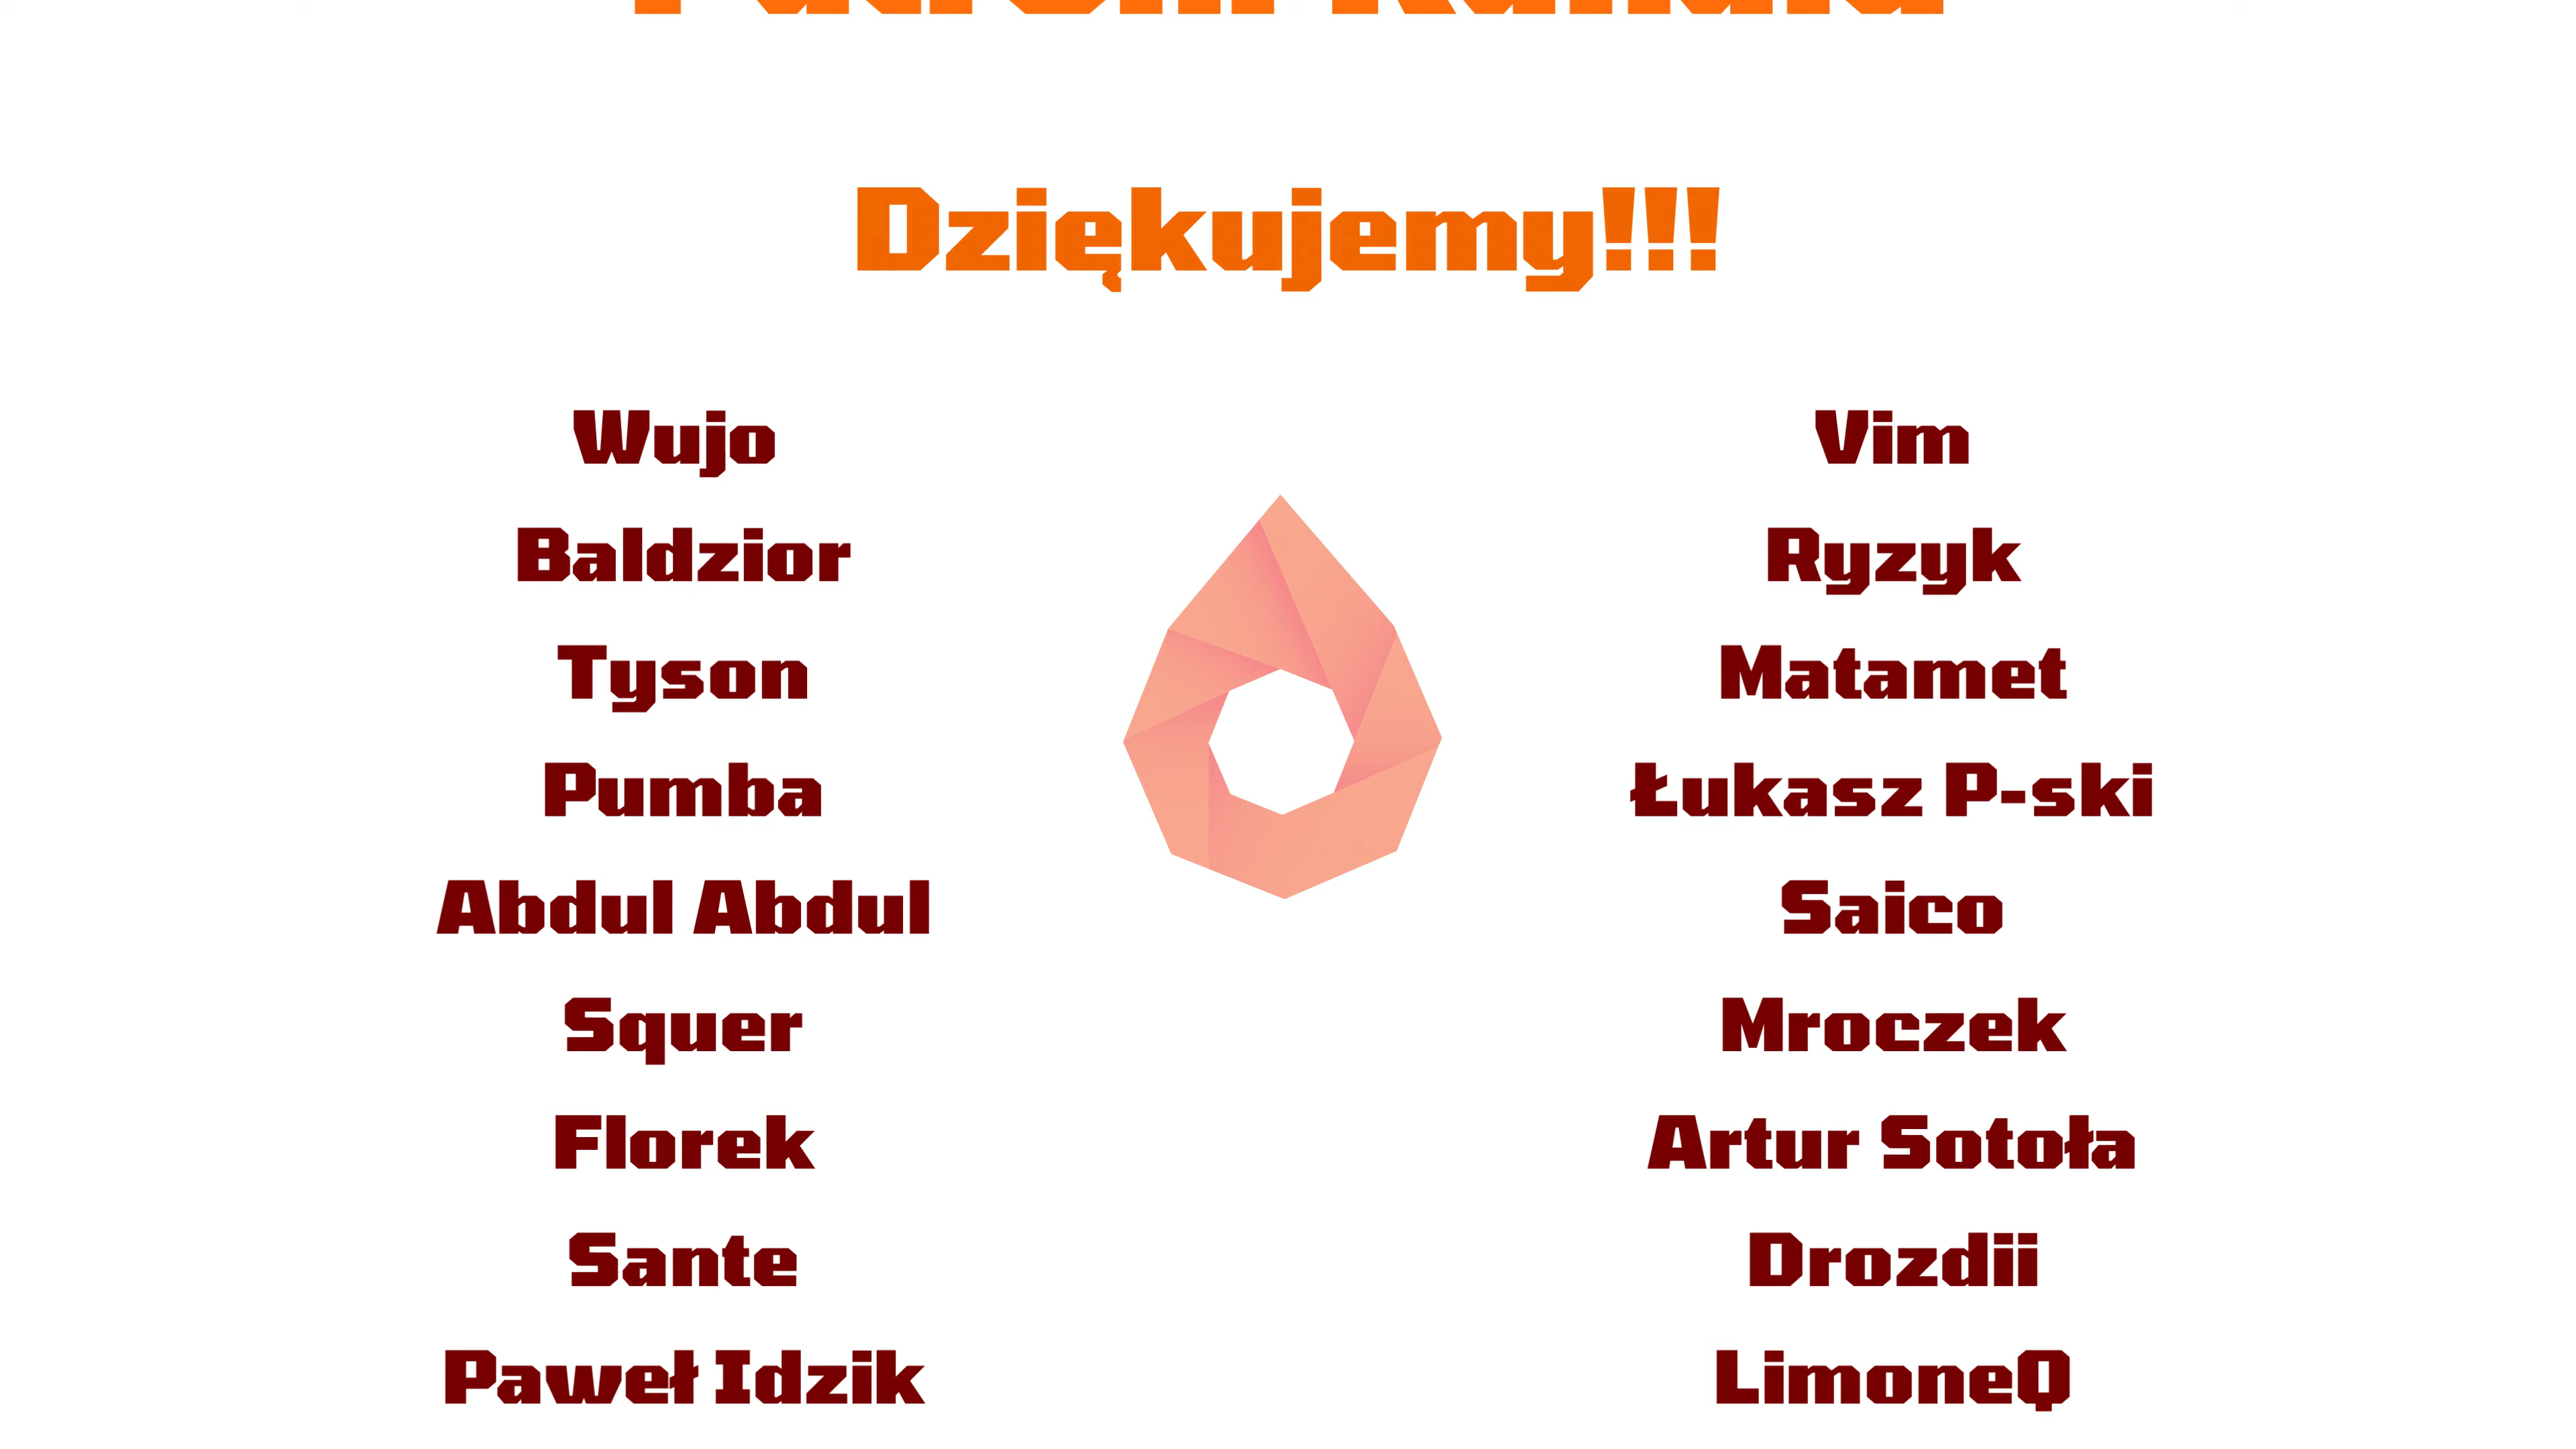 Dziękujemy!!!
Wujo
Baldzior
Tyson
Pumba
Abdul Abdul
Squer
Florek
Sante
Paweł Idzik
Vim
Ryzyk
Matamet
Łukasz P-ski
Saico
Mroczek
Artur Sotoła
Drozdii
LimoneQ